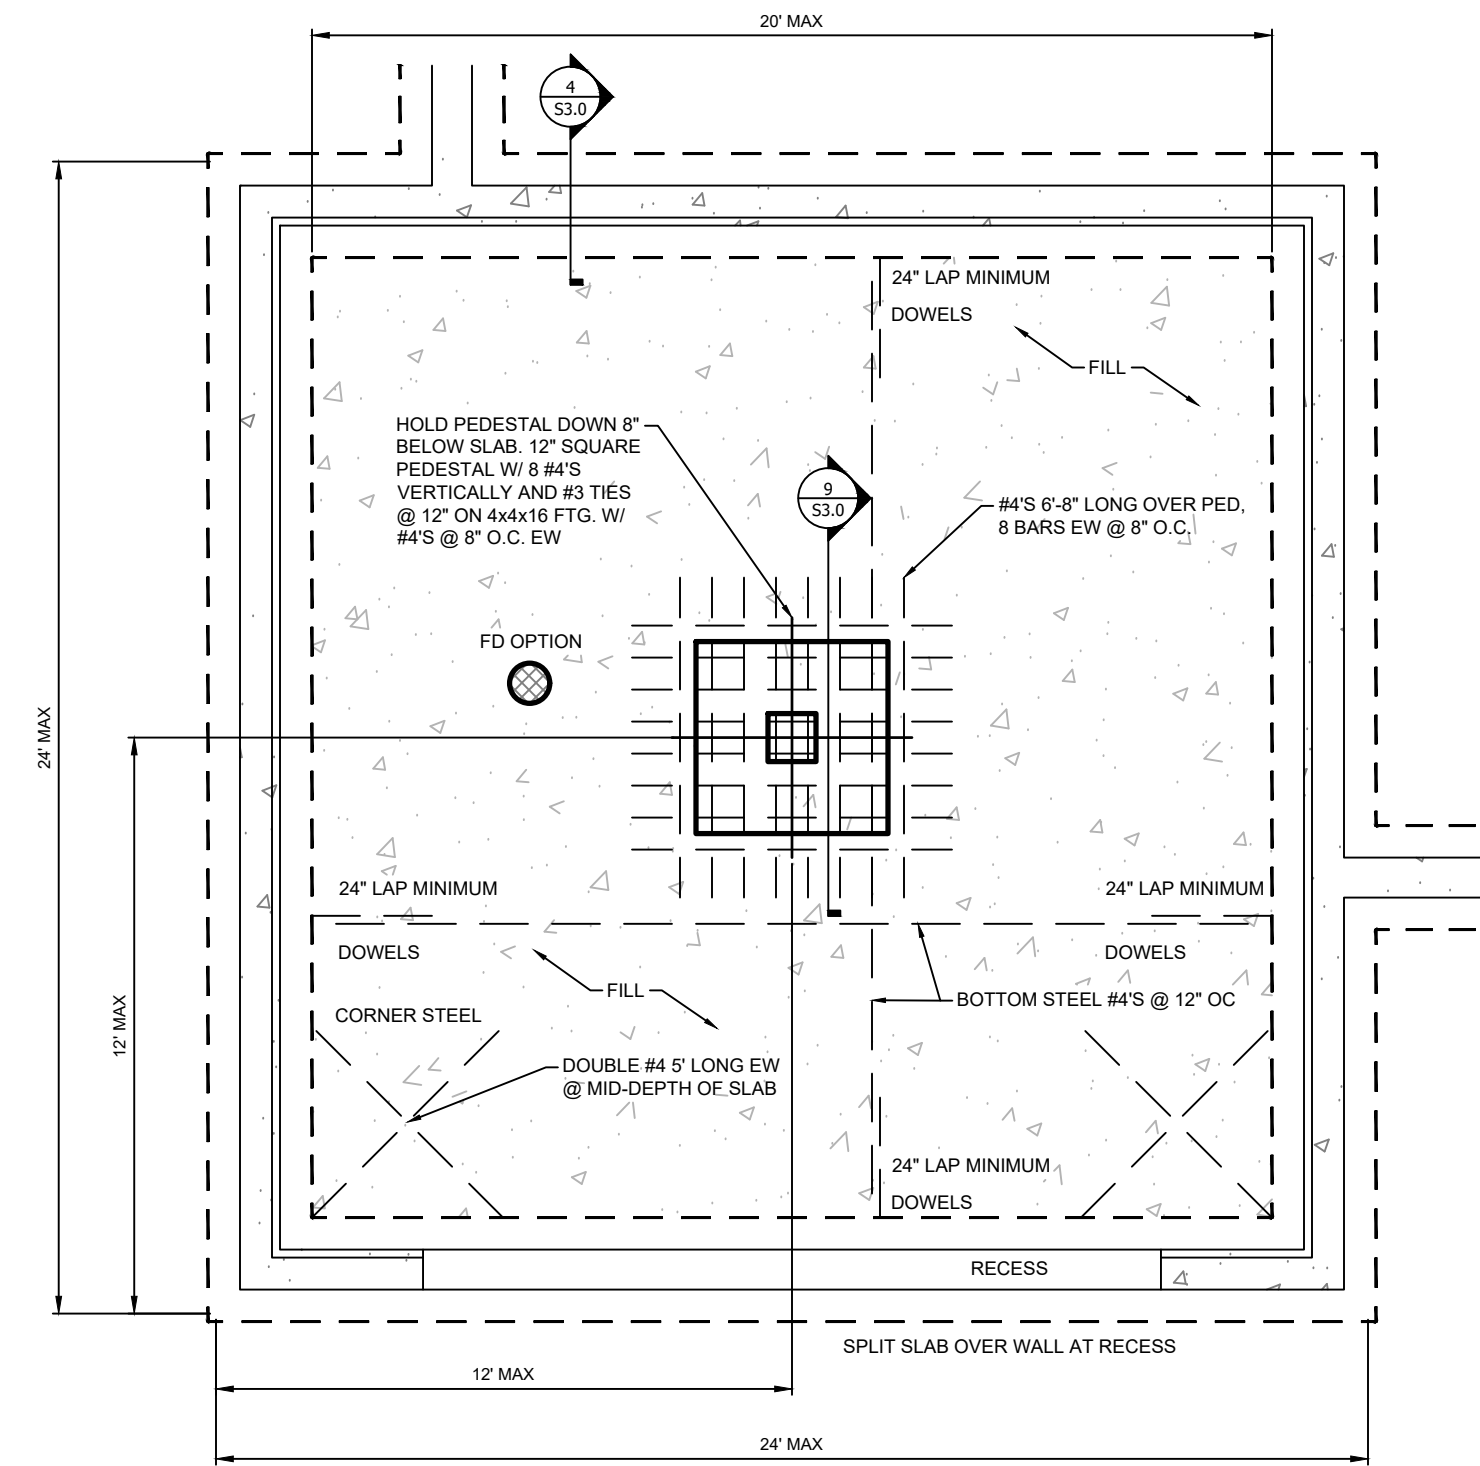 20' MAX
4
S3.0
24" LAP MINIMUM
DOWELS
FILL
HOLD PEDESTAL DOWN 8"
BELOW SLAB. 12" SQUARE
PEDESTAL W/ 8 #4'S
VERTICALLY AND #3 TIES
@ 12" ON 4x4x16 FTG. W/
#4'S @ 8" O.C. EW
9
S3.0
#4'S 6'-8" LONG OVER PED,
8 BARS EW @ 8" O.C.
FD OPTION
24' MAX
24" LAP MINIMUM
24" LAP MINIMUM
DOWELS
DOWELS
FILL
BOTTOM STEEL #4'S @ 12" OC
CORNER STEEL
12' MAX
DOUBLE #4 5' LONG EW
@ MID-DEPTH OF SLAB
24" LAP MINIMUM
DOWELS
RECESS
SPLIT SLAB OVER WALL AT RECESS
12' MAX
24' MAX